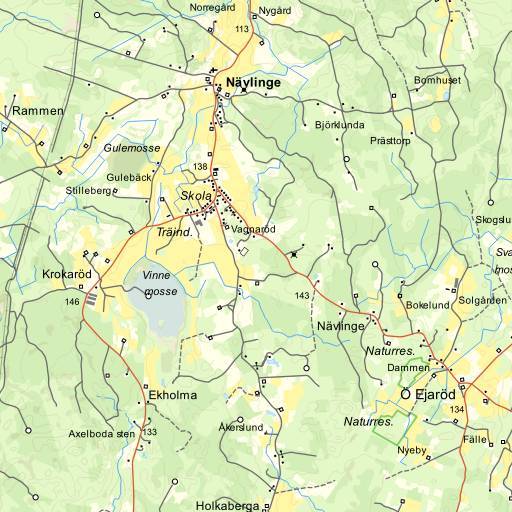 Norregård
Nygård
113
Nävlinge
Bomhuset
Rammen
Björklunda
Prästtorp
Gulemosse
138
Gulebäck
Stilleberg
Skola
Träind.
Vagnaröd
Krokaröd
Vinne
mosse
146
143
Bokelund
Solgården
Nävlinge
Naturres.
Dammen
Ö Ejaröd
Ekholma
134
Axelboda sten
133
Åkerslund
Naturres.
Fälle
Nyeby
Holkaberga